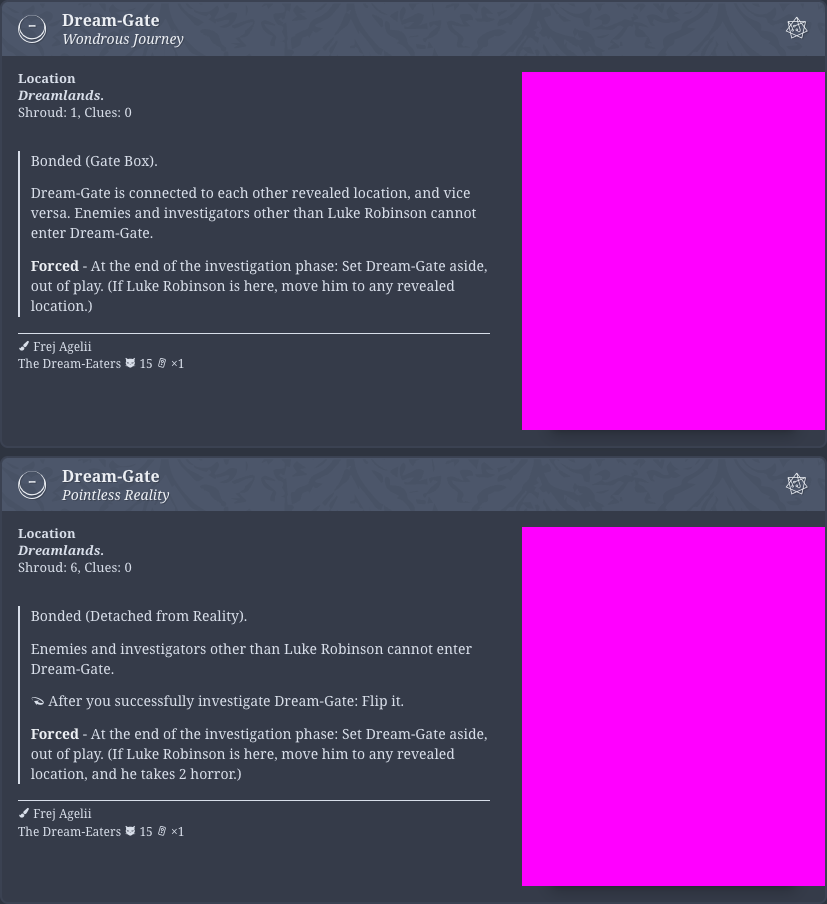 Dream-Gate
Wondrous Journey
Location
Dreamlands.
Shroud: 1, Clues: 0
Bonded (Gate Box).
Dream-Gate is connected to each other revealed location, and vice
versa. Enemies and investigators other than Luke Robinson cannot
enter Dream-Gate.
Forced - At the end of the investigation phase: Set Dream-Gate aside,
out of play. (If Luke Robinson is here, move him to any revealed
location.)
Frej Agelii
The Dream-Eaters 15 ×1
Dream-Gate
Pointless Reality
Location
Dreamlands.
Shroud: 6, Clues: 0
Bonded (Detached from Reality).
Enemies and investigators other than Luke Robinson cannot enter
Dream-Gate.
After you successfully investigate Dream-Gate: Flip it.
Forced - At the end of the investigation phase: Set Dream-Gate aside,
out of play. (If Luke Robinson is here, move him to any revealed
location, and he takes 2 horror.)
Frej Agelii
The Dream-Eaters 15 ×1